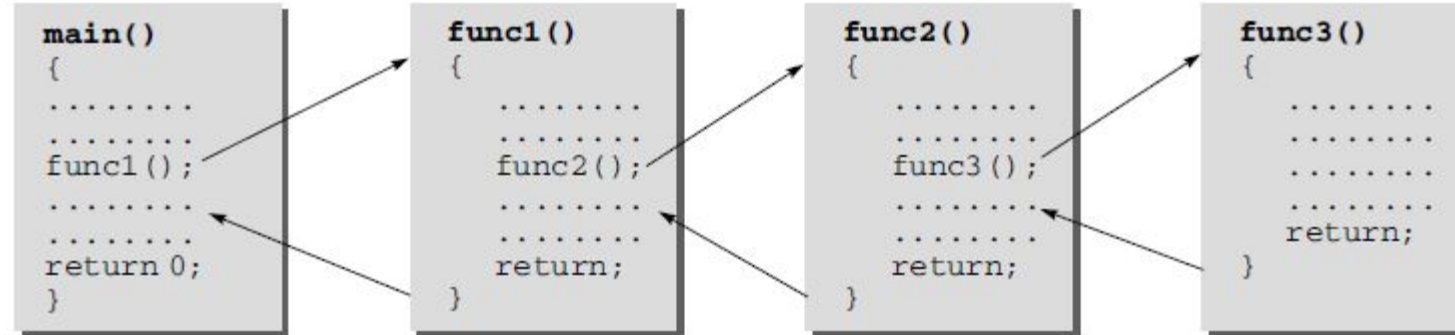 main()
{
........
........
func1();
........
........
return 0;
}
func1()
{
........
........
func2();
........
........
return;
}
func2()
{
........
........
func3();
........
........
return;
}
func3()
{
........
........
........
........
return;
}